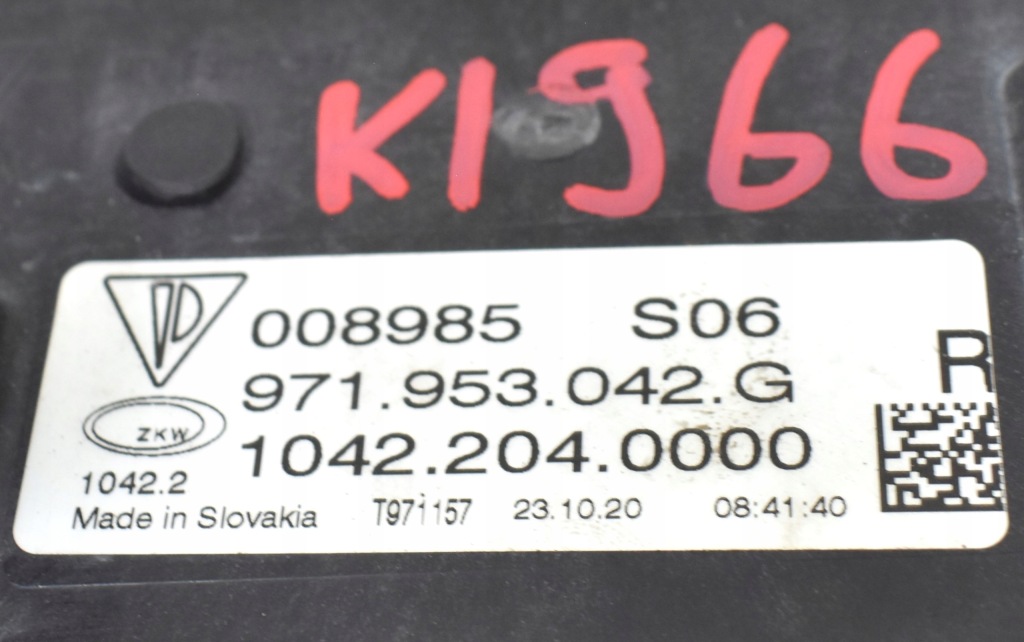 K1966
008985 S06
971.953.042.G
R
ZKW
1042.204.0000
1042.2
Made in Slovakia T971157 23.10.20 08:41:40